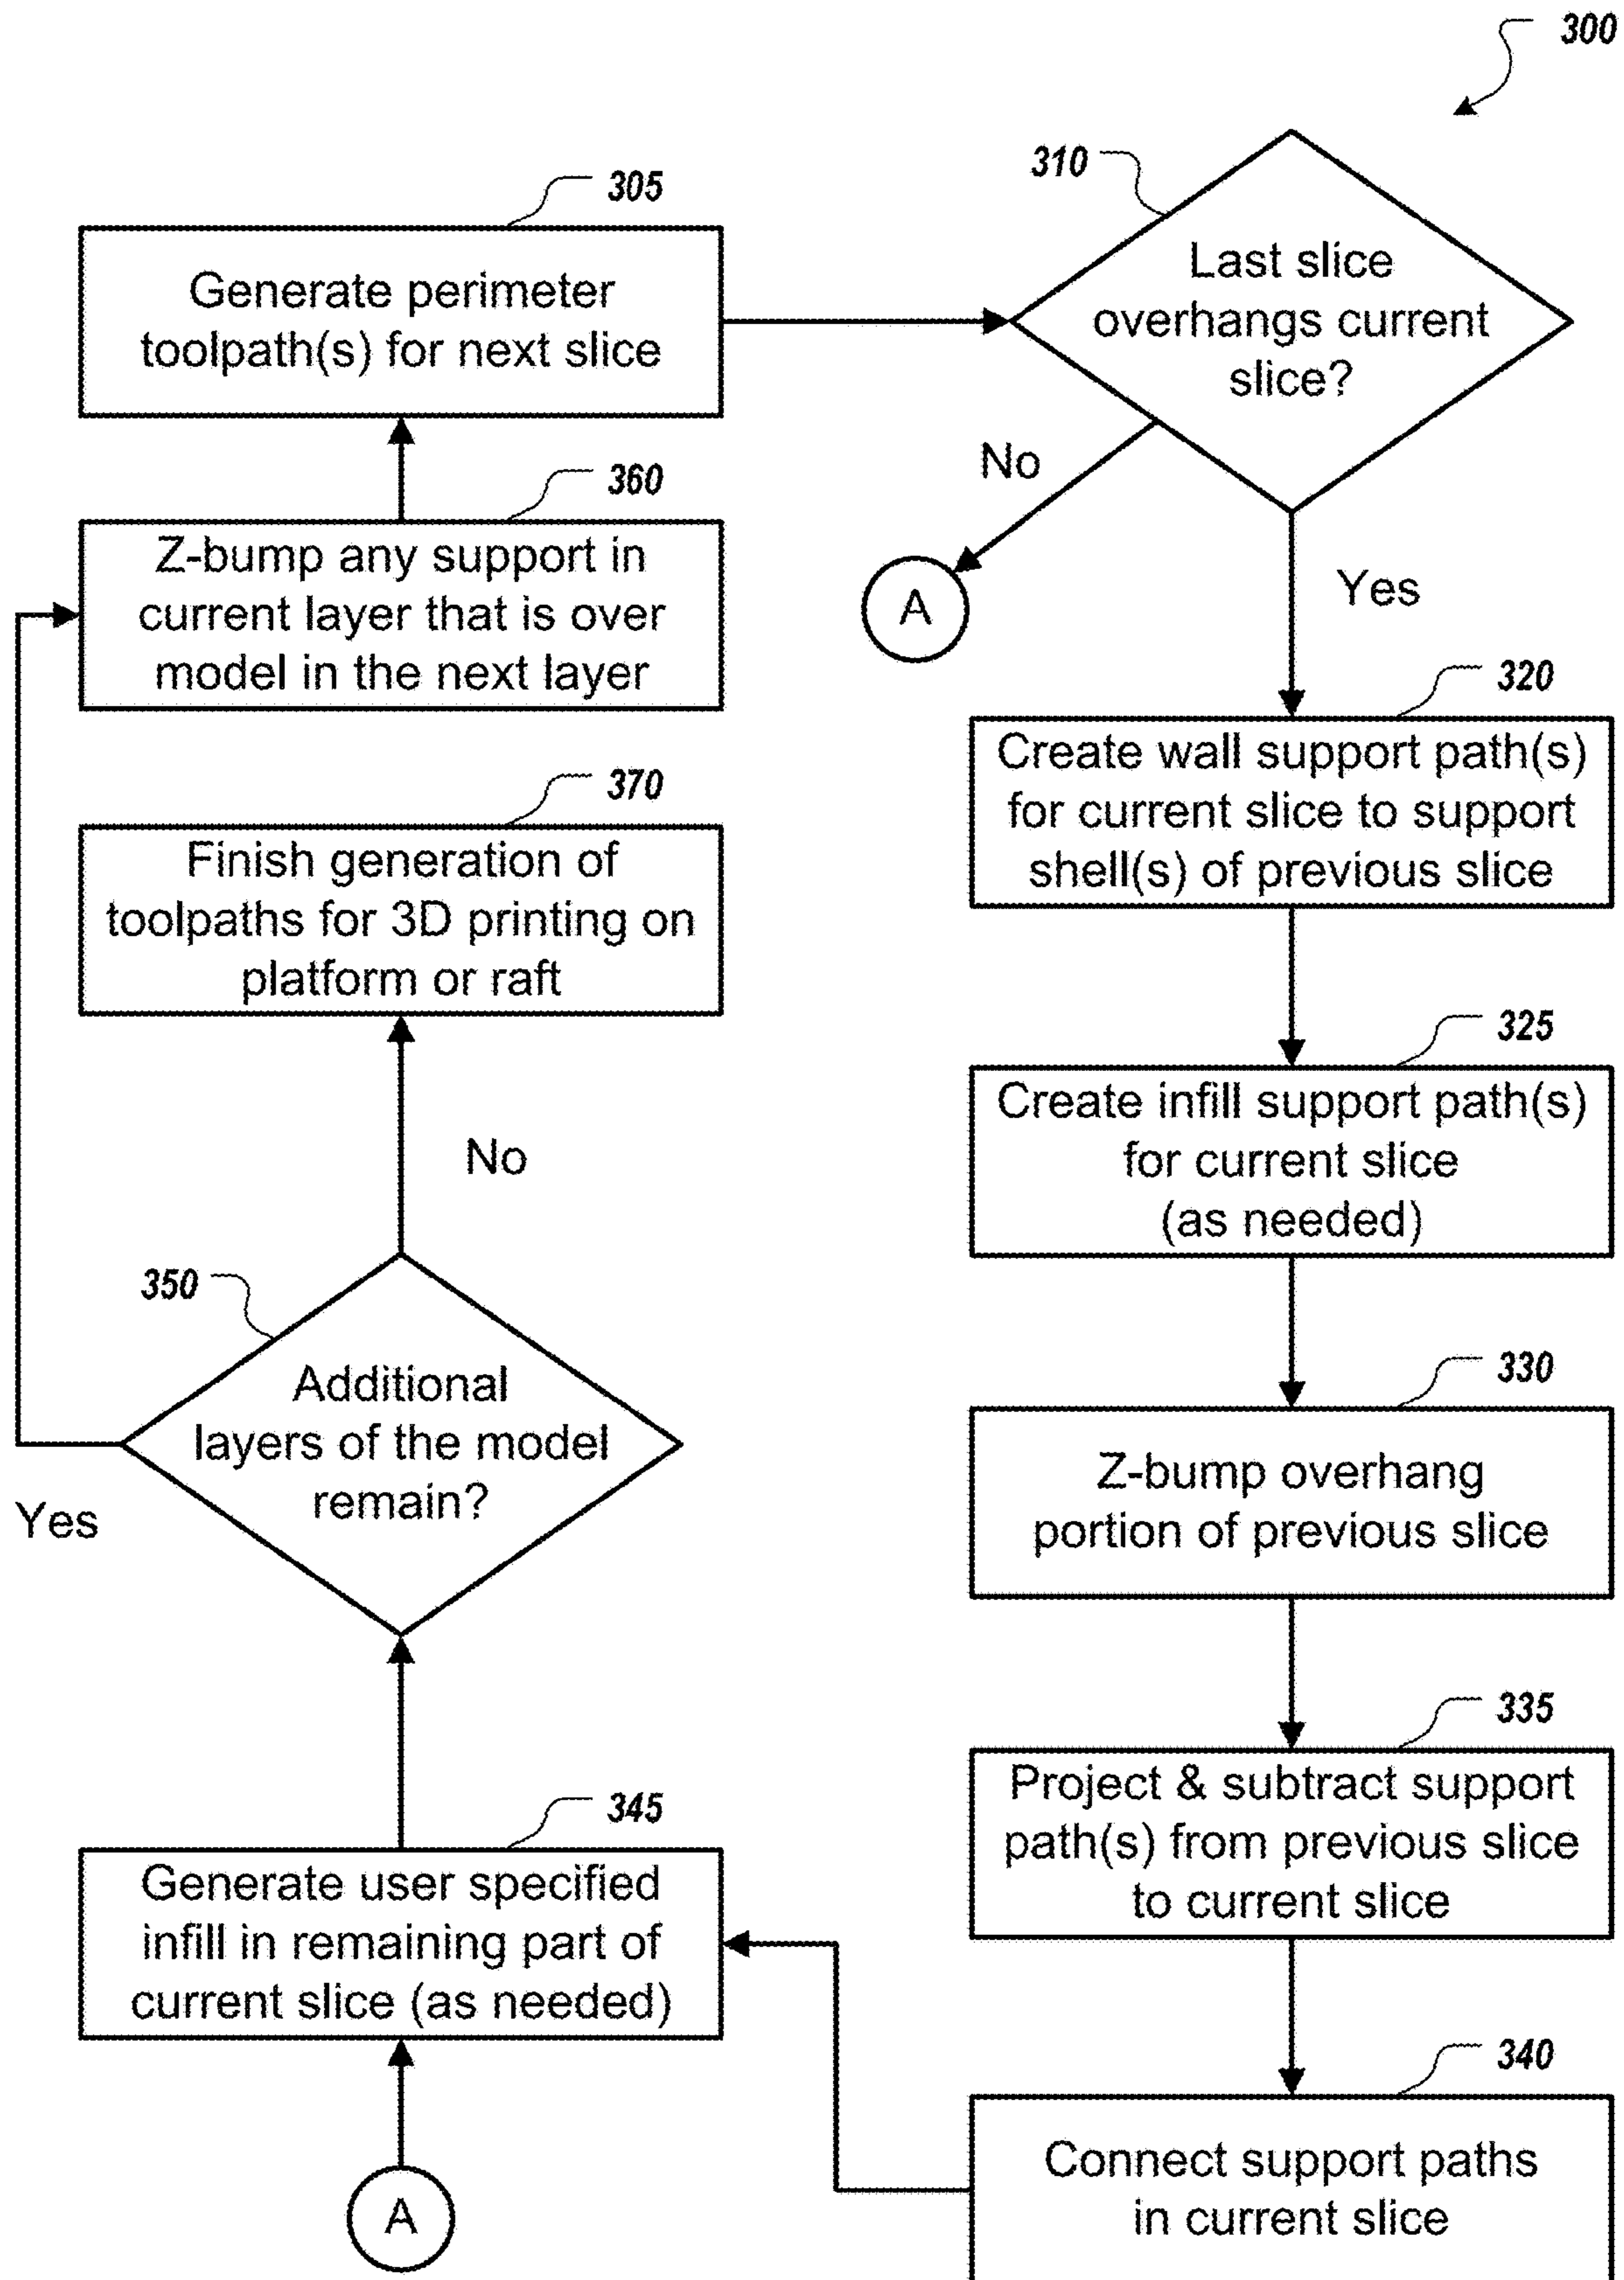 300
305
Generate perimeter
toolpath(s) for next slice
310
Last slice
overhangs current
slice?
No
A
Yes
360
Z-bump any support in
current layer that is over
model in the next layer
320
Create wall support path(s)
for current slice to support
shell(s) of previous slice
370
Finish generation of
toolpaths for 3D printing on
platform or raft
325
Create infill support path(s)
for current slice
(as needed)
No
350
Additional
layers of the model
remain?
Yes
330
Z-bump overhang
portion of previous slice
335
Project & subtract support
path(s) from previous slice
to current slice
345
Generate user specified
infill in remaining part of
current slice (as needed)
340
Connect support paths
in current slice
A